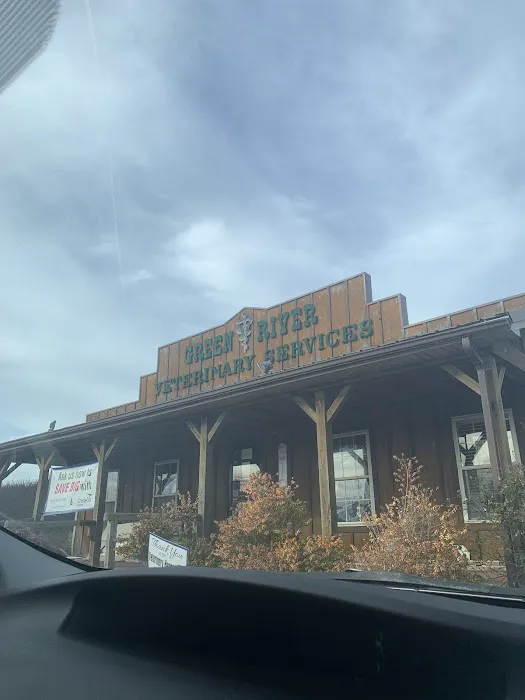 GREEN RIVER
VETERINARY SERVICES
Ask us how to
SAVE BIG
with
Thank you